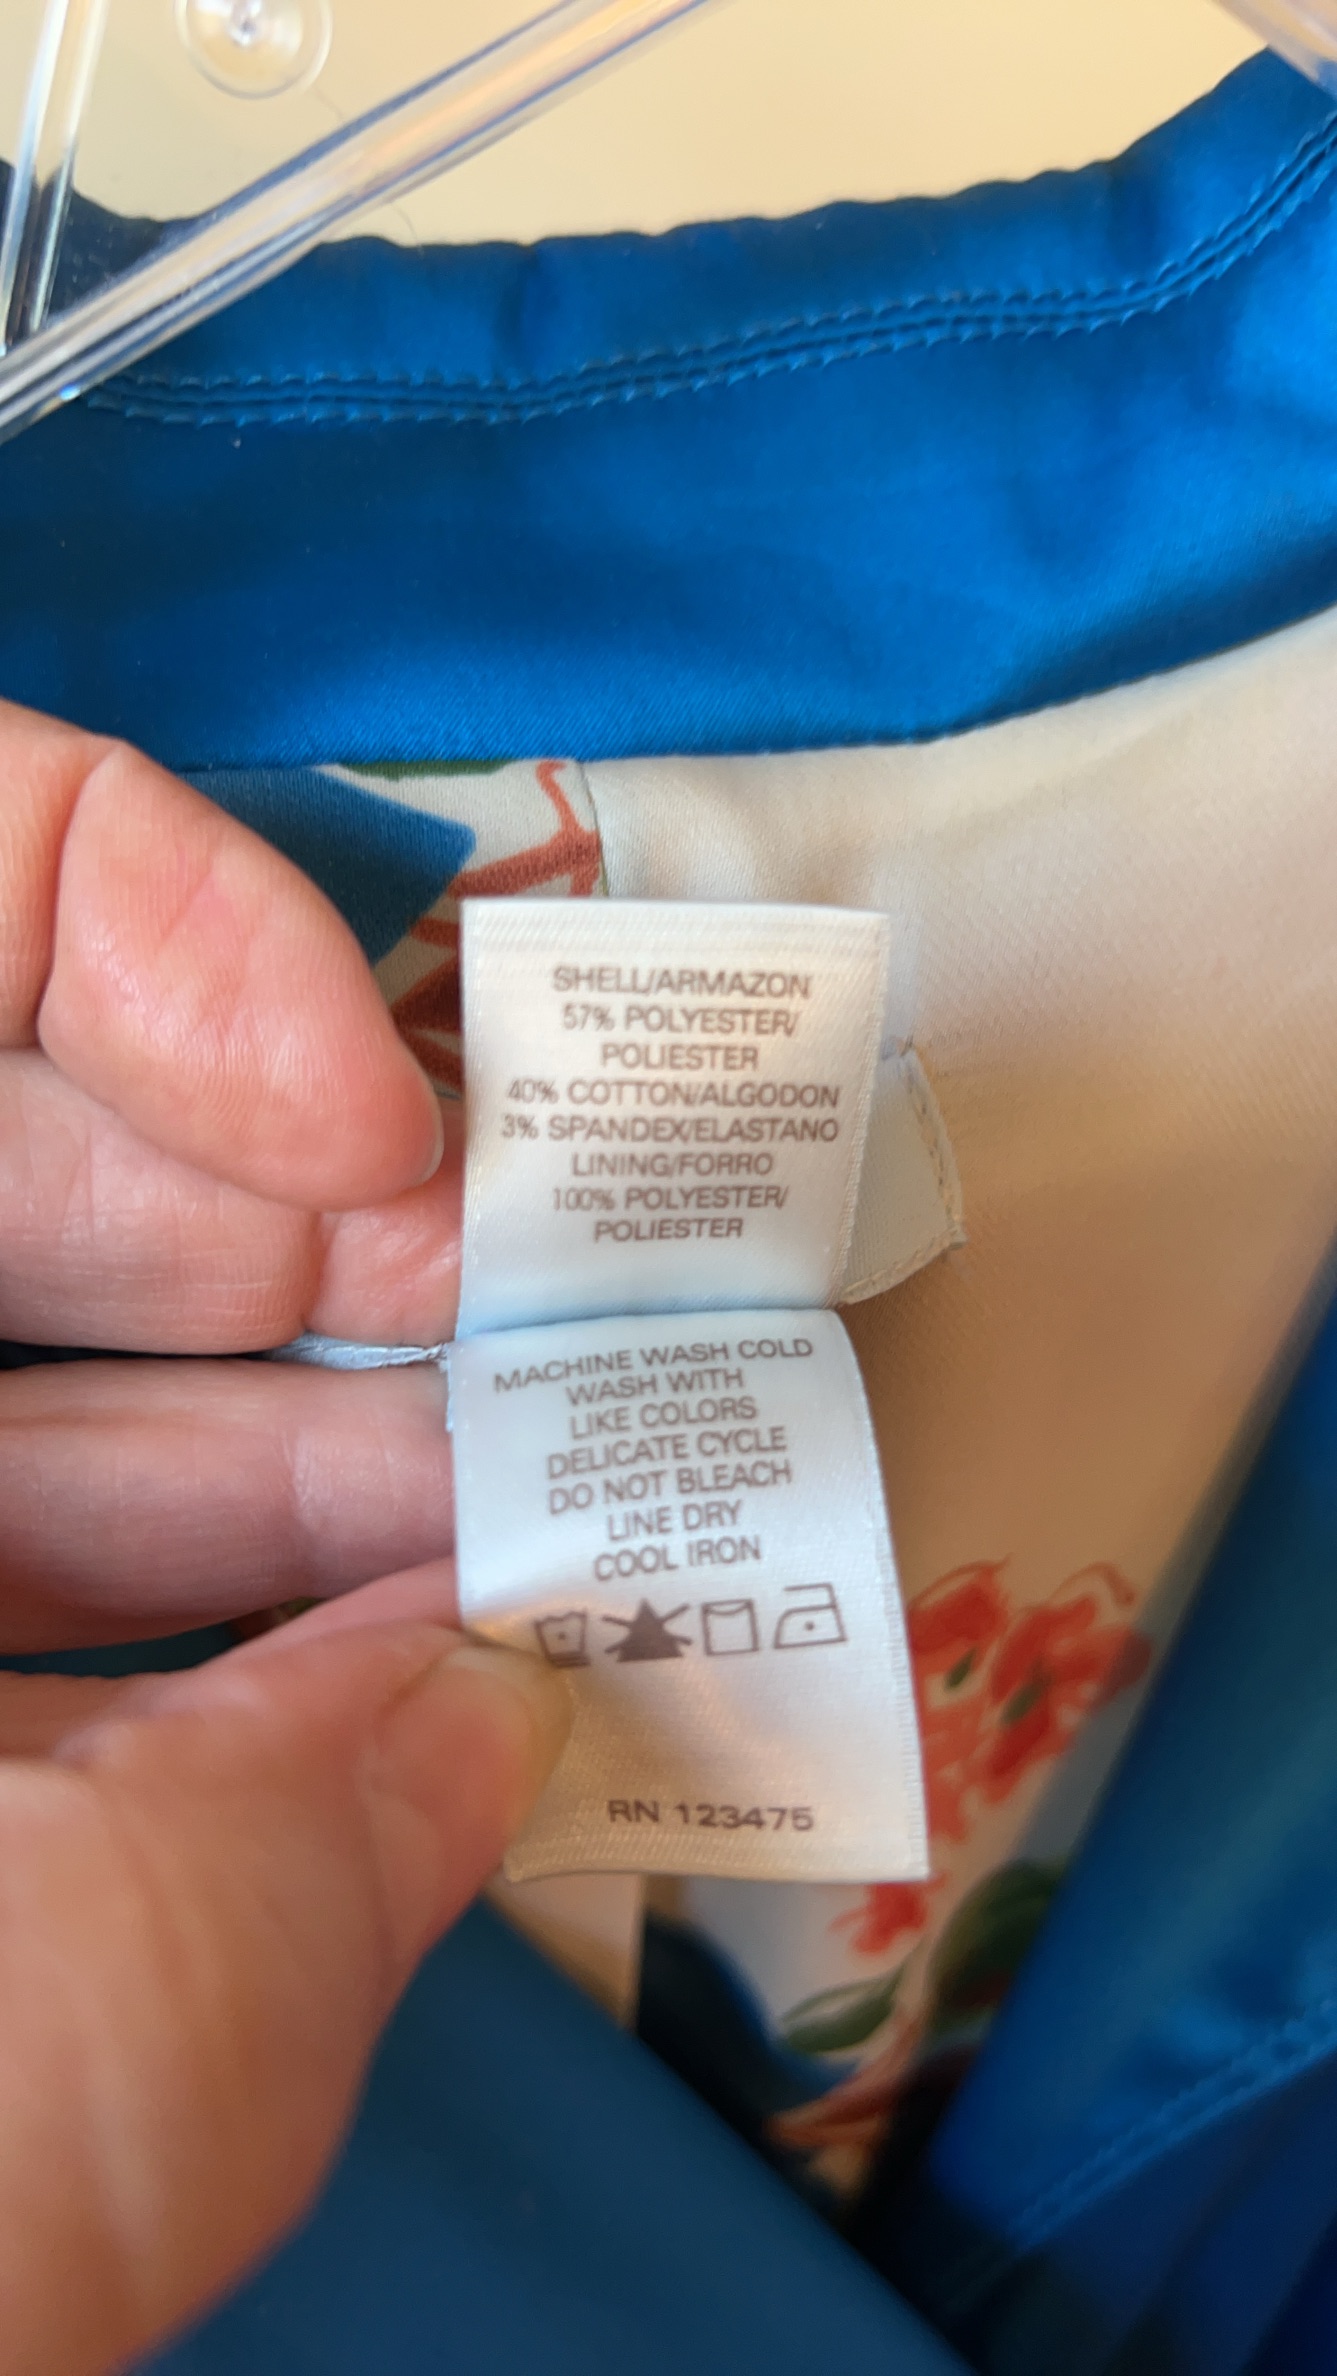 SHELL/ARMAZON
57% POLYESTER/
POLIESTER
40% COTTON/ALGODON
3% SPANDEX/ELASTANO
LINING/FORRO
100% POLYESTER/
POLIESTER
MACHINE WASH COLD
WASH WITH
LIKE COLORS
DELICATE CYCLE
DO NOT BLEACH
LINE DRY
COOL IRON
RN 123475